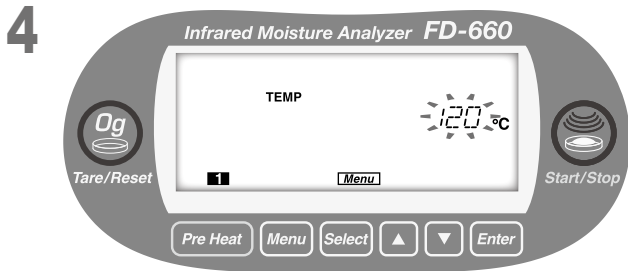 4
Infrared Moisture Analyzer FD-660
TEMP
120 °C
0g
Tare/Reset
Start/Stop
1
Menu
Pre Heat Menu Select ▲ ▼ Enter